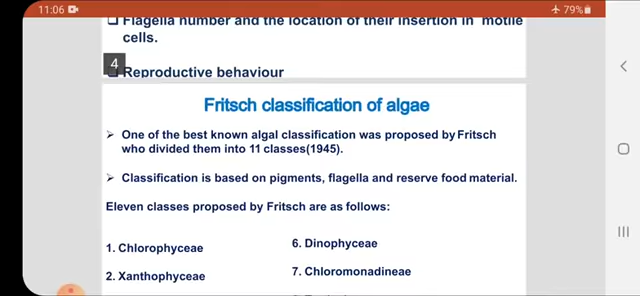 11:06
79%
❑ Flagella number and the location of their insertion in motile
cells.
4
Reproductive behaviour
Fritsch classification of algae
➢ One of the best known algal classification was proposed by Fritsch
who divided them into 11 classes(1945).
➢ Classification is based on pigments, flagella and reserve food material.
Eleven classes proposed by Fritsch are as follows:
1. Chlorophyceae
2. Xanthophyceae
6. Dinophyceae
7. Chloromonadineae